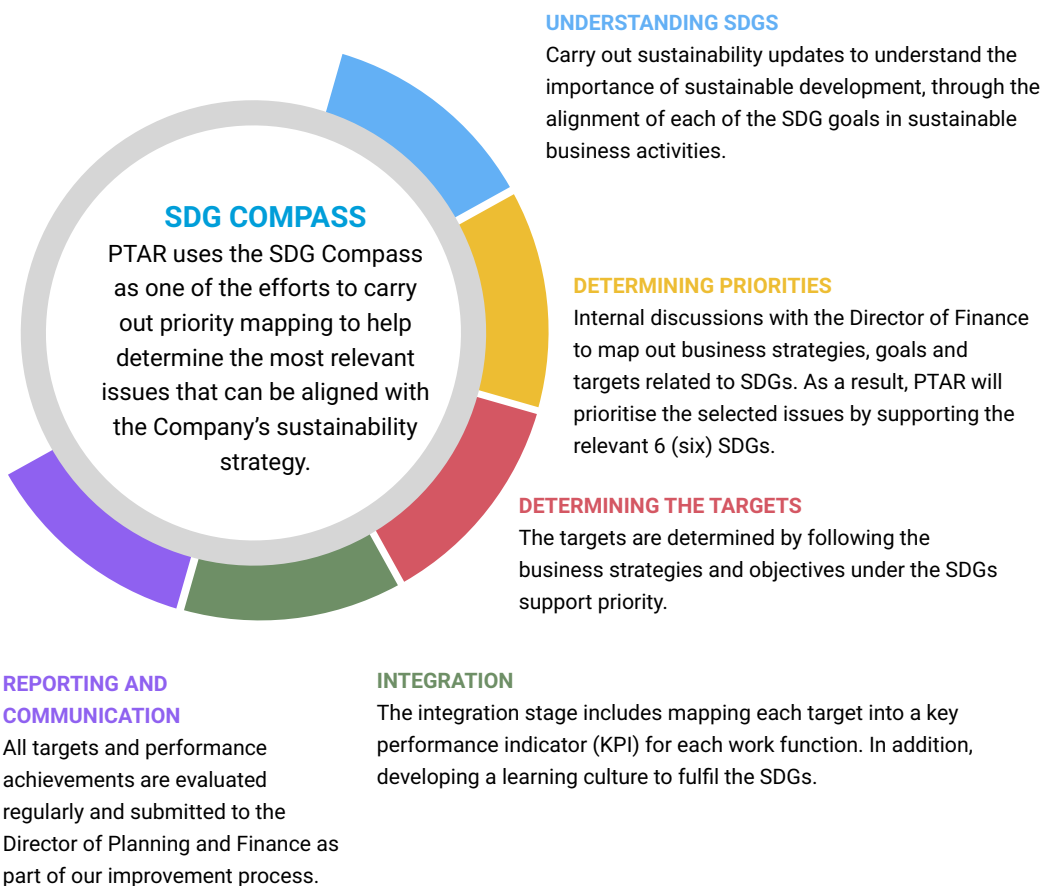 UNDERSTANDING SDGS
Carry out sustainability updates to understand the
importance of sustainable development, through the
alignment of each of the SDG goals in sustainable
business activities.
SDG COMPASS
PTAR uses the SDG Compass
as one of the efforts to carry
out priority mapping to help
determine the most relevant
issues that can be aligned with
the Company's sustainability
strategy.
DETERMINING PRIORITIES
Internal discussions with the Director of Finance
to map out business strategies, goals and
targets related to SDGs. As a result, PTAR will
prioritise the selected issues by supporting the
relevant 6 (six) SDGs.
DETERMINING THE TARGETS
The targets are determined by following the
business strategies and objectives under the SDGs
support priority.
INTEGRATION
The integration stage includes mapping each target into a key
performance indicator (KPI) for each work function. In addition,
developing a learning culture to fulfil the SDGs.
REPORTING AND
COMMUNICATION
All targets and performance
achievements are evaluated
regularly and submitted to the
Director of Planning and Finance as
part of our improvement process.